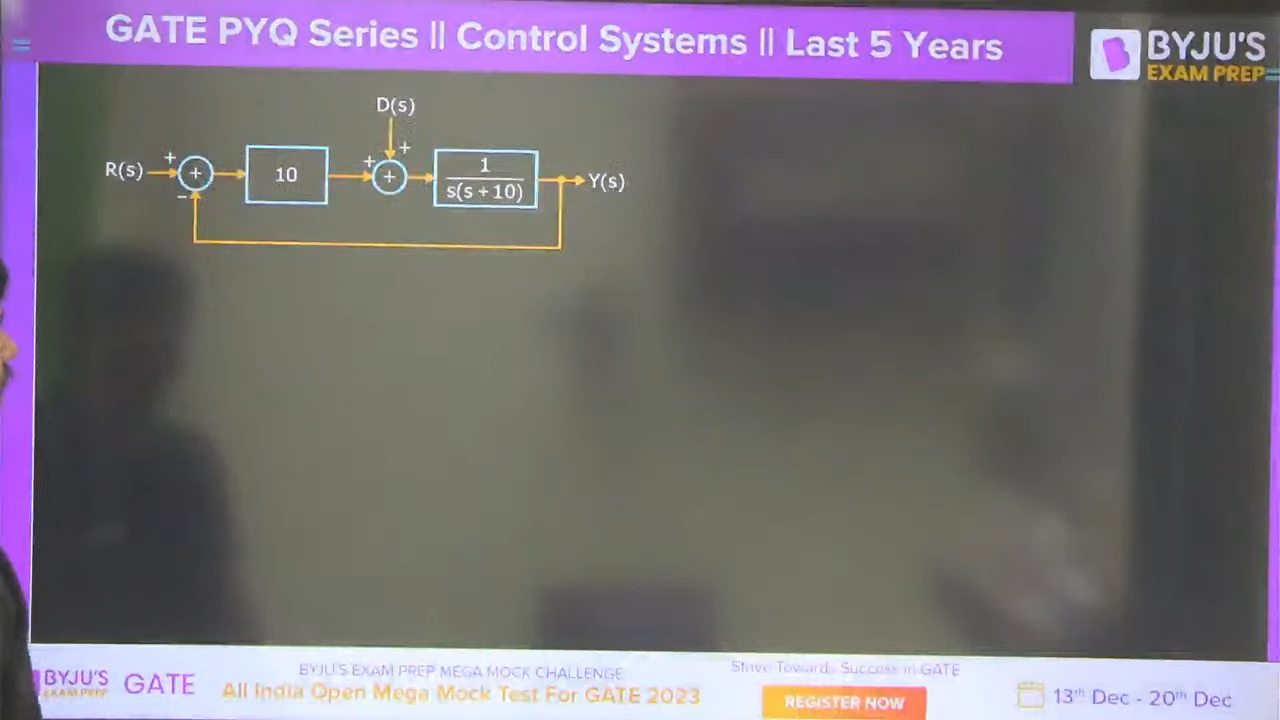 GATE PYQ Series || Control Systems || Last 5 Years
BYJU'S
EXAM PREP
D(s)
+
R(s)
+
+
10
+
+
1
s(s + 10)
Y(s)
−
BYJU'S
EXAM PREP
GATE
BYJU'S EXAM PREP MEGA MOCK CHALLENGE
All India Open Mega Mock Test For GATE 2023
Strive Towards Success in GATE
REGISTER NOW
13th Dec - 20th Dec